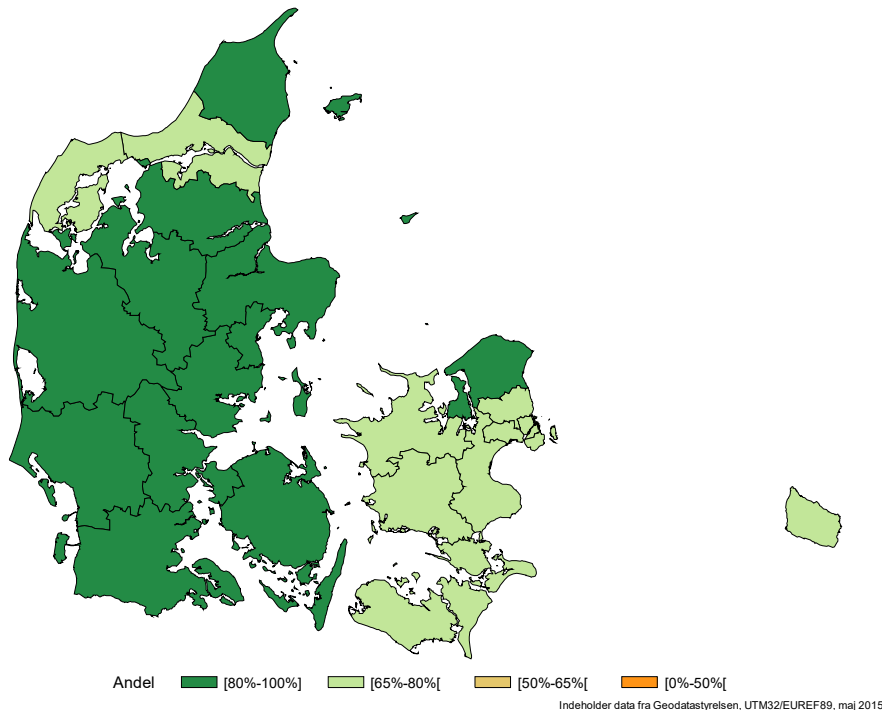 Andel [80%-100%] [65%-80%[ [50%-65%[ [0%-50%[
Indeholder data fra Geodatastyrelsen, UTM32/EUREF89, maj 2015